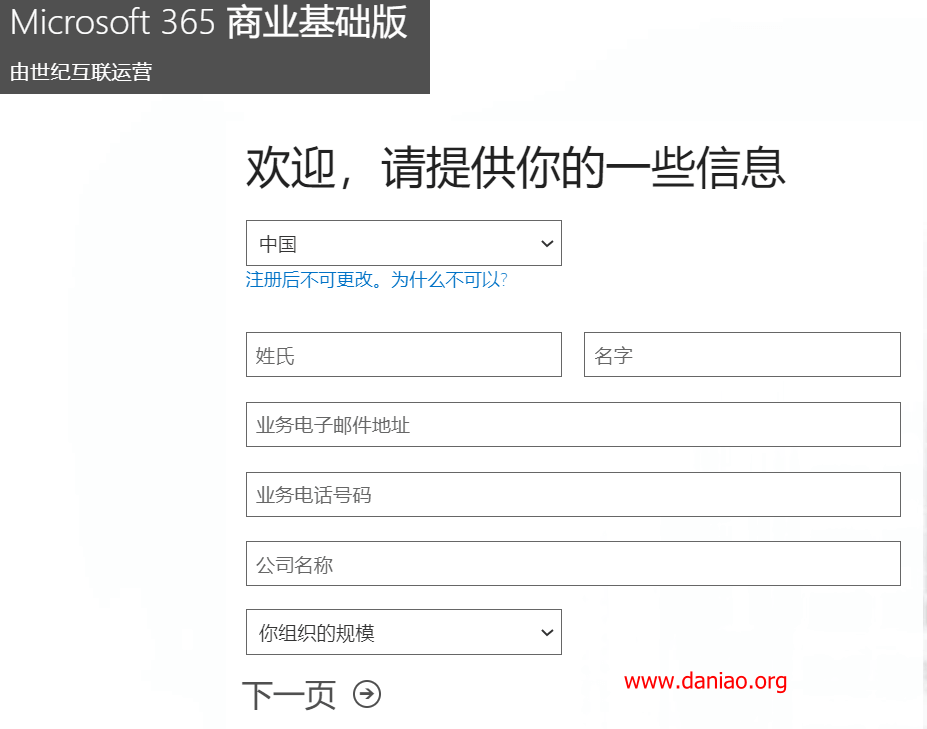 Microsoft 365 商业基础版
由世纪互联运营
欢迎，请提供你的一些信息
中国
注册后不可更改。为什么不可以?
姓氏 名字
业务电子邮件地址
业务电话号码
公司名称
你组织的规模
下一页
www.daniao.org